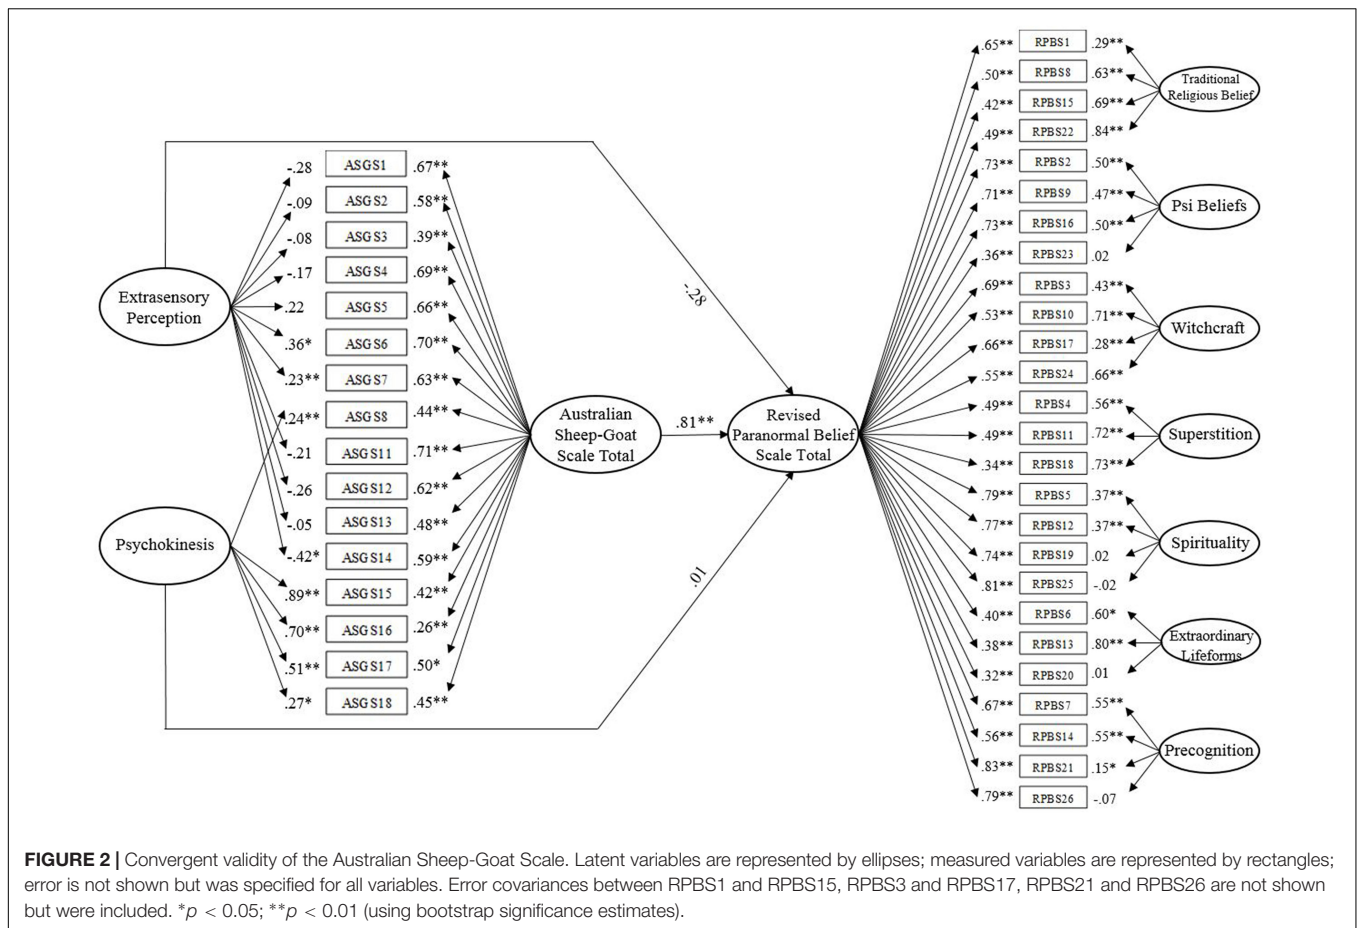 -.28 ASGS1 .67**
-.09 ASGS2 .58**
-.08 ASGS3 .39**
-.17 ASGS4 .69**
.22 ASGS5 .66**
.36* ASGS6 .70**
.23** ASGS7 .63**
.24** ASGS8 .44**
-.21 ASGS11 .71**
-.26 ASGS12 .62**
-.05 ASGS13 .48**
-.42* ASGS14 .59**
.89** ASGS15 .42**
.70** ASGS16 .26**
.51** ASGS17 .50*
.27* ASGS18 .45**
Extrasensory
Perception
Psychokinesis
Australian
Sheep-Goat
Scale Total
-.28
.81**
.01
Revised
Paranormal Belief
Scale Total
.65** RPBS1 .29**
.50** RPBS8 .63**
.42** RPBS15 .69**
.49** RPBS22 .84**
.73** RPBS2 .50**
.71** RPBS9 .47**
.73** RPBS16 .50**
.36** RPBS23 .02
.69** RPBS3 .43**
.53** RPBS10 .71**
.66** RPBS17 .28**
.55** RPBS24 .66**
.49** RPBS4 .56**
.49** RPBS11 .72**
.34** RPBS18 .73**
.79** RPBS5 .37**
.77** RPBS12 .37**
.74** RPBS19 .02
.81** RPBS25 -.02
.40** RPBS6 .60*
.38** RPBS13 .80**
.32** RPBS20 .01
.67** RPBS7 .55**
.56** RPBS14 .55**
.83** RPBS21 .15*
.79** RPBS26 -.07
Traditional
Religious Belief
Psi Beliefs
Witchcraft
Superstition
Spirituality
Extraordinary
Lifeforms
Precognition
FIGURE 2 | Convergent validity of the Australian Sheep-Goat Scale. Latent variables are represented by ellipses; measured variables are represented by rectangles;
error is not shown but was specified for all variables. Error covariances between RPBS1 and RPBS15, RPBS3 and RPBS17, RPBS21 and RPBS26 are not shown
but were included. *p < 0.05; **p < 0.01 (using bootstrap significance estimates).